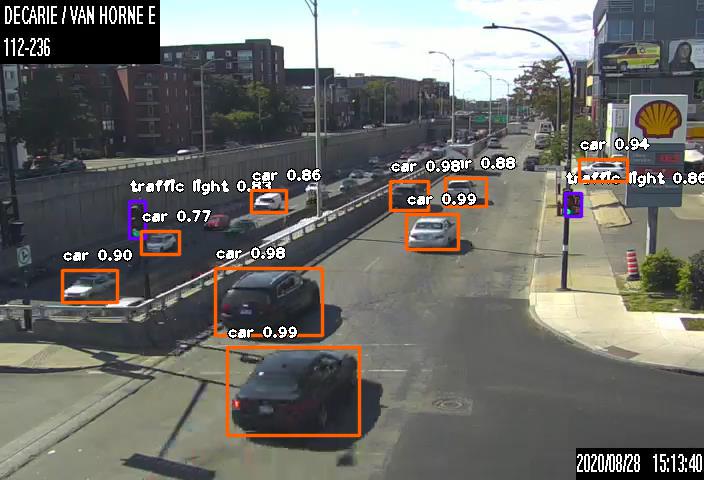 DECARIE / VAN HORNE E
112-236
car 0.94
car 0.98
car 0.88
car 0.86
traffic light 0.83
traffic light 0.86
car 0.99
car 0.77
car 0.90
car 0.98
car 0.99
2020/08/28 15:13:40